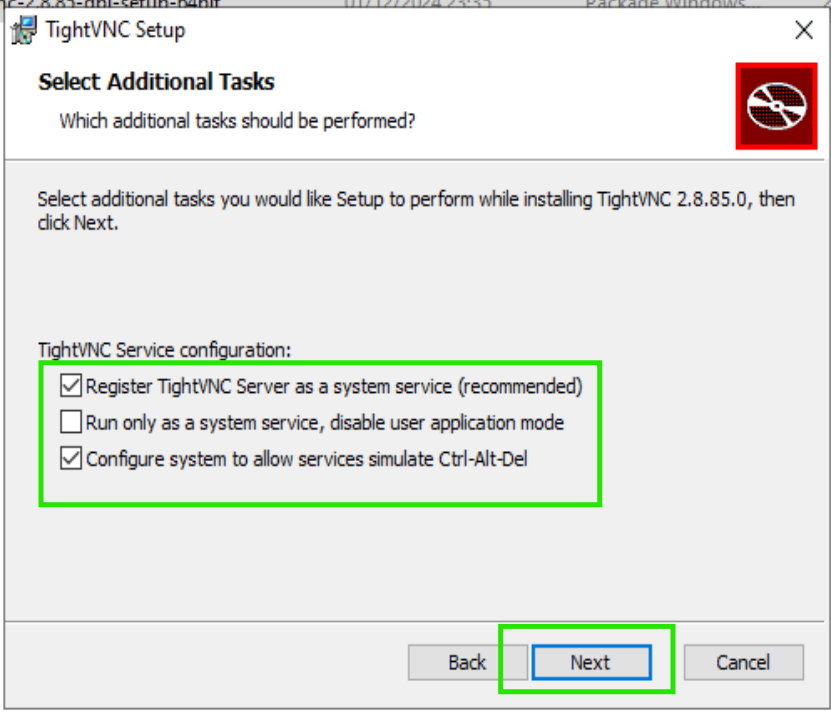 01/12/2024 23:35 Package Windows...
TightVNC Setup
Select Additional Tasks
Which additional tasks should be performed?
Select additional tasks you would like Setup to perform while installing TightVNC 2.8.85.0, then
click Next.
TightVNC Service configuration:
Register TightVNC Server as a system service (recommended)
Run only as a system service, disable user application mode
Configure system to allow services simulate Ctrl-Alt-Del
Back Next Cancel